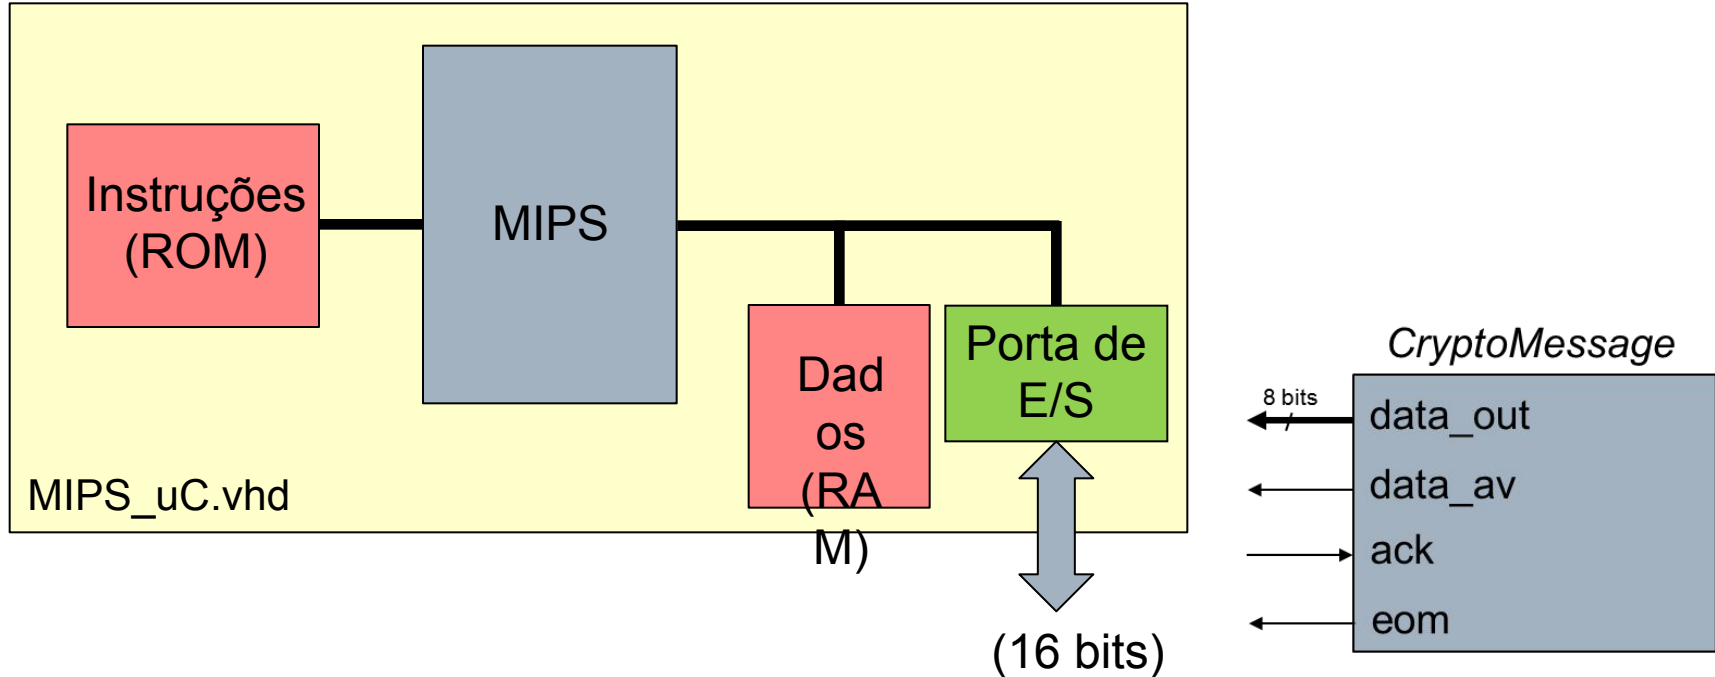 Instruções
(ROM)
MIPS
Dad
os
(RA
M)
Porta de
E/S
MIPS_uC.vhd
(16 bits)
CryptoMessage
8 bits
data_out
data_av
ack
eom